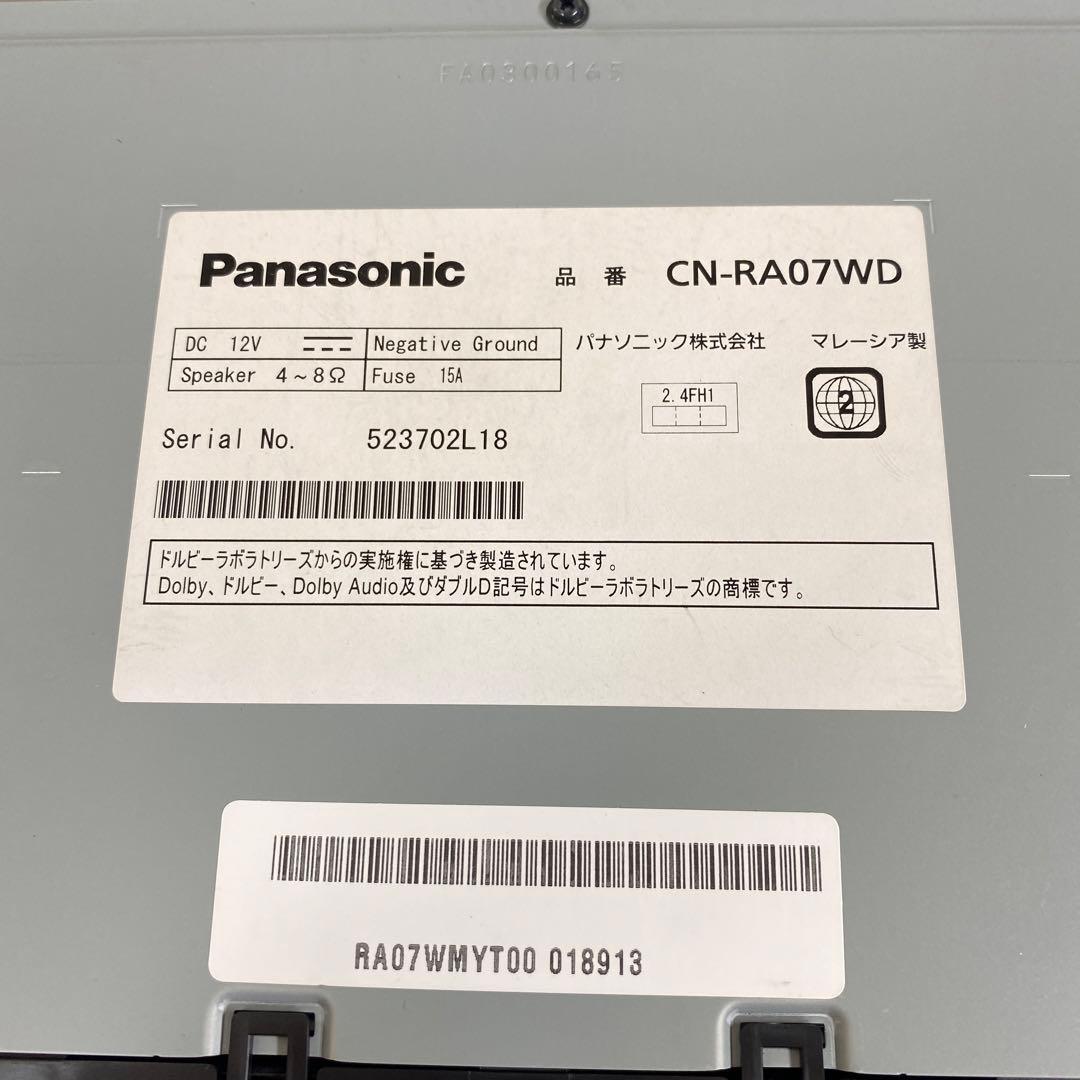 FA0300165
Panasonic 品番 CN-RA07WD
DC 12V Negative Ground パナソニック株式会社 マレーシア製
Speaker 4~8Ω Fuse 15A
2.4FH1 2
Serial No. 523702L18
ドルビーラボラトリーズからの実施権に基づき製造されています。
Dolby、ドルビー、Dolby Audio及びダブルD記号はドルビーラボラトリーズの商標です。
RA07WMYT00 018913